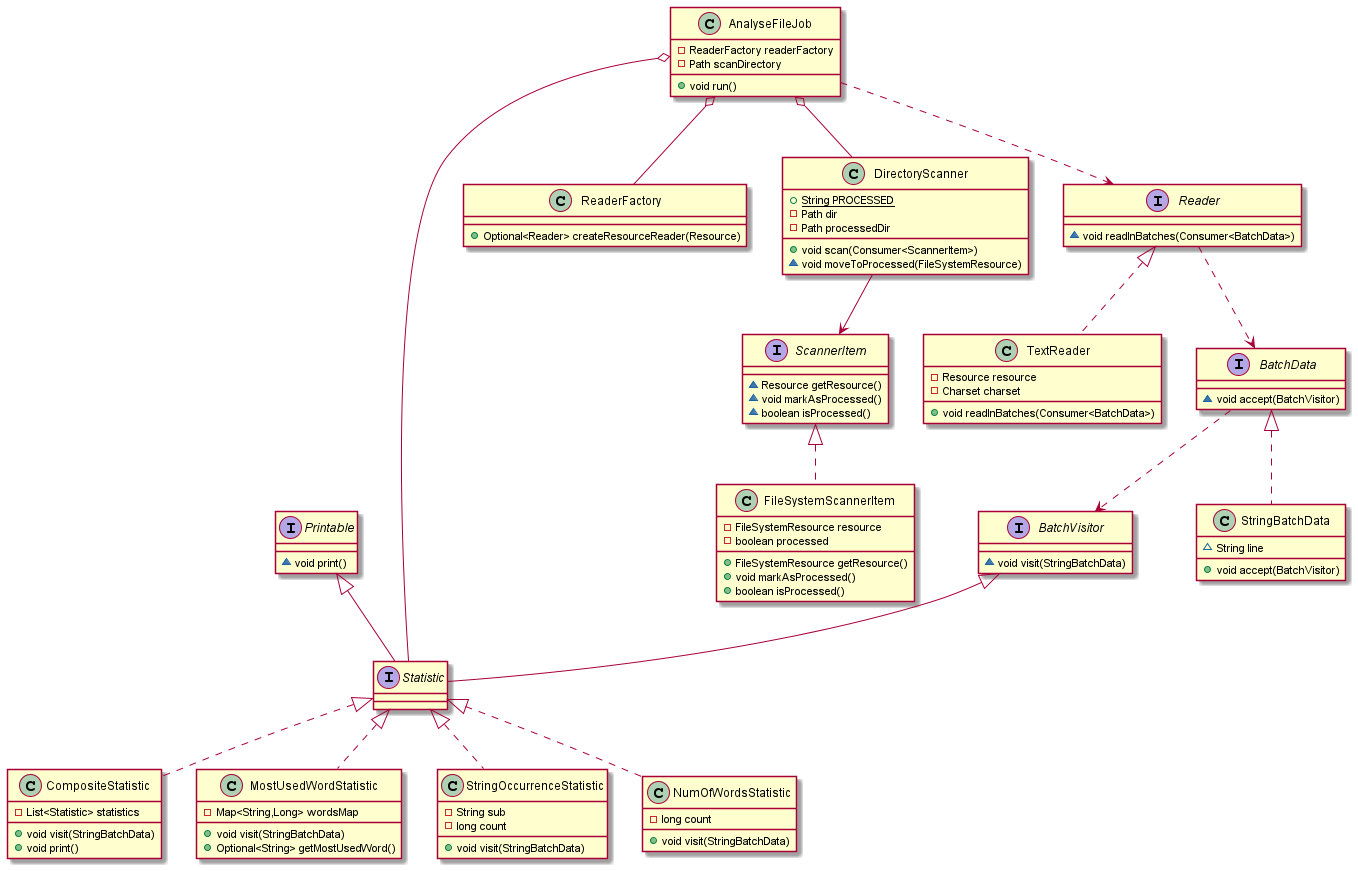 C AnalyseFileJob
ReaderFactory readerFactory
Path scanDirectory
void run()
C ReaderFactory
Optional<Reader> createResourceReader(Resource)
C DirectoryScanner
String PROCESSED
Path dir
Path processedDir
void scan(Consumer<ScannerItem>)
void moveToProcessed(FileSystemResource)
I Reader
void readInBatches(Consumer<BatchData>)
I ScannerItem
Resource getResource()
void markAsProcessed()
boolean isProcessed()
C TextReader
Resource resource
Charset charset
void readInBatches(Consumer<BatchData>)
I BatchData
void accept(BatchVisitor)
I Printable
void print()
C FileSystemScannerItem
FileSystemResource resource
boolean processed
FileSystemResource getResource()
void markAsProcessed()
boolean isProcessed()
I BatchVisitor
void visit(StringBatchData)
C StringBatchData
String line
void accept(BatchVisitor)
I Statistic
C CompositeStatistic
List<Statistic> statistics
void visit(StringBatchData)
void print()
C MostUsedWordStatistic
Map<String,Long> wordsMap
void visit(StringBatchData)
Optional<String> getMostUsedWord()
C StringOccurrenceStatistic
String sub
long count
void visit(StringBatchData)
C NumOfWordsStatistic
long count
void visit(StringBatchData)